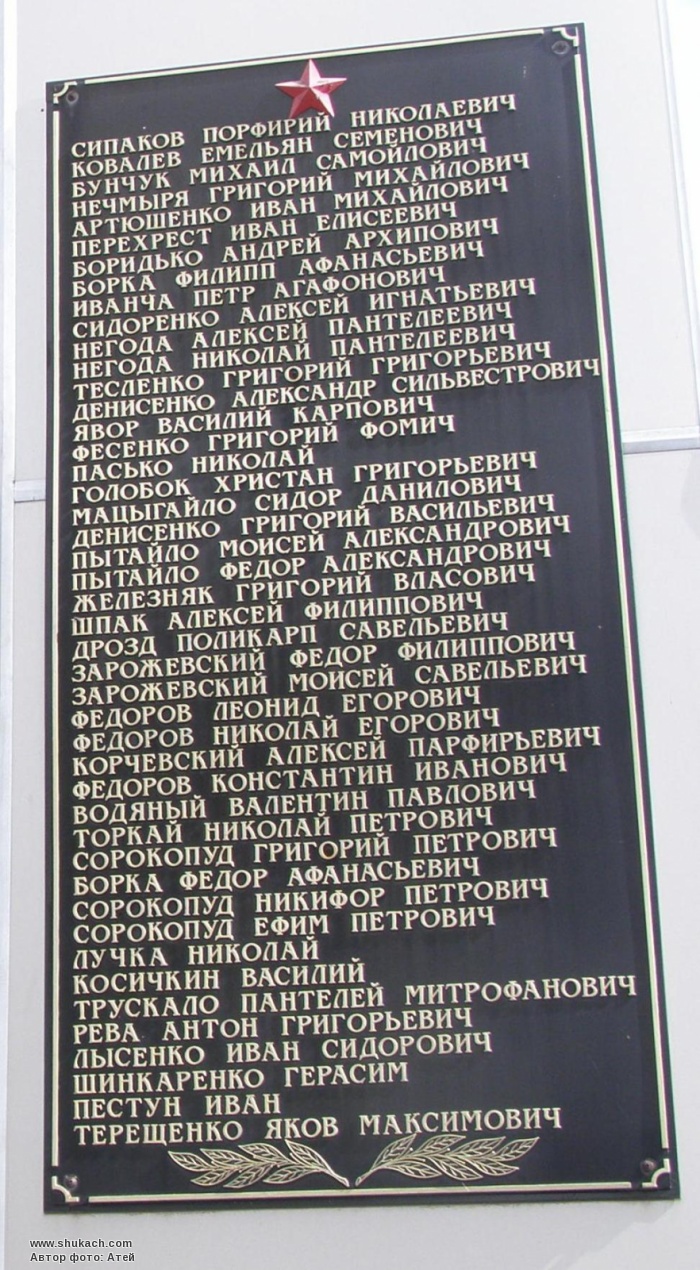 СИПАКОВ ПОРФИРИЙ НИКОЛАЕВИЧ
КОВАЛЕВ ЕМЕЛЬЯН СЕМЕНОВИЧ
БУНЧУК МИХАИЛ САМОЙЛОВИЧ
НЕЧМЫРЯ ГРИГОРИЙ МИХАЙЛОВИЧ
АРТЮШЕНКО ИВАН МИХАЙЛОВИЧ
ПЕРЕХРЕСТ ИВАН ЕЛИСЕЕВИЧ
БОРИДЬКО АНДРЕЙ АРХИПОВИЧ
БОРКА ФИЛИПП АФАНАСЬЕВИЧ
ИВАНЧА ПЕТР АГАФОНОВИЧ
СИДОРЕНКО АЛЕКСЕЙ ИГНАТЬЕВИЧ
НЕГОДА АЛЕКСЕЙ ПАНТЕЛЕЕВИЧ
НЕГОДА НИКОЛАЙ ПАНТЕЛЕЕВИЧ
ТЕСЛЕНКО ГРИГОРИЙ ГРИГОРЬЕВИЧ
ДЕНИСЕНКО АЛЕКСАНДР СИЛЬВЕСТРОВИЧ
ЯВОР ВАСИЛИЙ КАРПОВИЧ
ФЕСЕНКО ГРИГОРИЙ ФОМИЧ
ПАСЬКО НИКОЛАЙ
ГОЛОБОК ХРИСТАН ГРИГОРЬЕВИЧ
МАЦЫГАЙЛО СИДОР ДАНИЛОВИЧ
ДЕНИСЕНКО ГРИГОРИЙ ВАСИЛЬЕВИЧ
ПЫТАЙЛО МОИСЕЙ АЛЕКСАНДРОВИЧ
ПЫТАЙЛО ФЕДОР АЛЕКСАНДРОВИЧ
ЖЕЛЕЗНЯК ГРИГОРИЙ ВЛАСОВИЧ
ШПАК АЛЕКСЕЙ ФИЛИППОВИЧ
ДРОЗД ПОЛИКАРП САВЕЛЬЕВИЧ
ЗАРОЖЕВСКИЙ ФЕДОР ФИЛИППОВИЧ
ЗАРОЖЕВСКИЙ МОИСЕЙ САВЕЛЬЕВИЧ
ФЕДОРОВ ЛЕОНИД ЕГОРОВИЧ
ФЕДОРОВ НИКОЛАЙ ЕГОРОВИЧ
КОРЧЕВСКИЙ АЛЕКСЕЙ ПАРФИРЬЕВИЧ
ФЕДОРОВ КОНСТАНТИН ИВАНОВИЧ
ВОДЯНЫЙ ВАЛЕНТИН ПАВЛОВИЧ
ТОРКАЙ НИКОЛАЙ ПЕТРОВИЧ
СОРОКОПУД ГРИГОРИЙ ПЕТРОВИЧ
БОРКА ФЕДОР АФАНАСЬЕВИЧ
СОРОКОПУД НИКИФОР ПЕТРОВИЧ
СОРОКОПУД ЕФИМ ПЕТРОВИЧ
ЛУЧКА НИКОЛАЙ
КОСИЧКИН ВАСИЛИЙ
ТРУСКАЛО ПАНТЕЛЕЙ МИТРОФАНОВИЧ
РЕВА АНТОН ГРИГОРЬЕВИЧ
ЛЫСЕНКО ИВАН СИДОРОВИЧ
ШИНКАРЕНКО ГЕРАСИМ
ПЕСТУН ИВАН
ТЕРЕЩЕНКО ЯКОВ МАКСИМОВИЧ
www.shukach.com
Автор фото: Атей